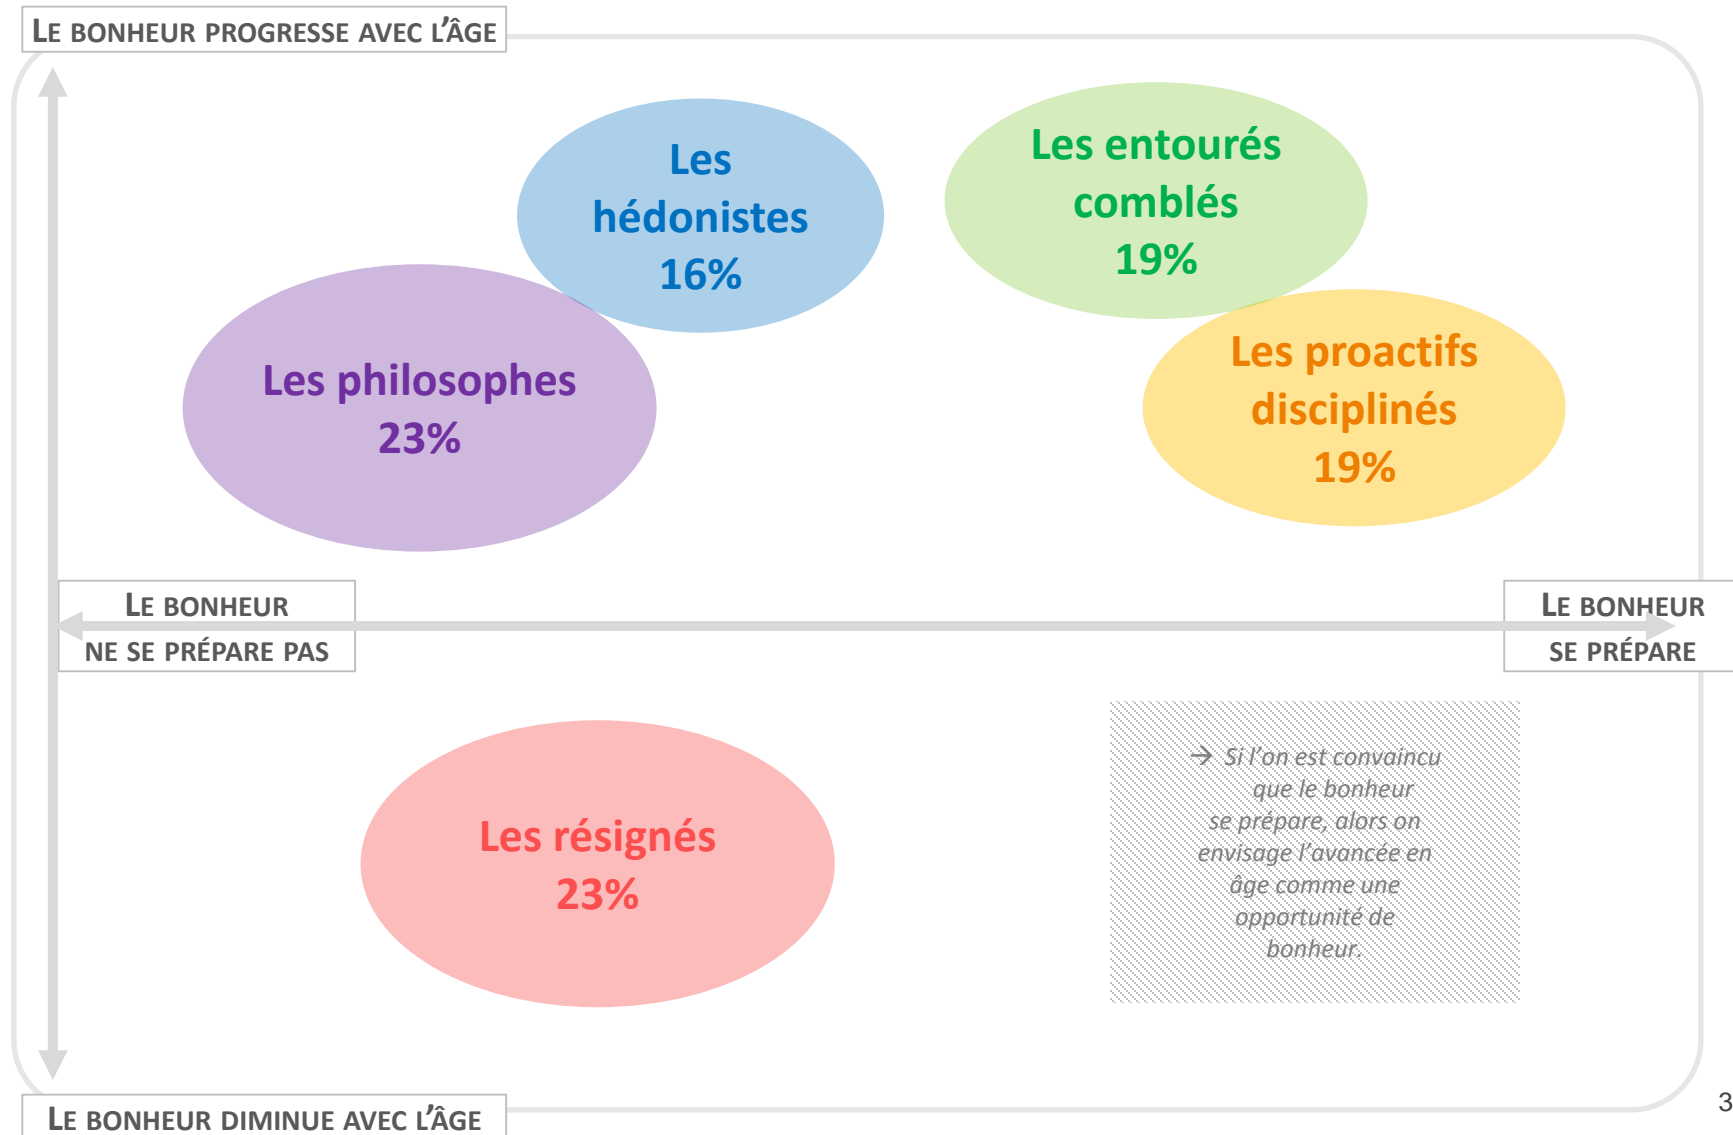 LE BONHEUR PROGRESSE AVEC L'ÂGE
Les
hédonistes
16%
Les entourés
comblés
19%
Les philosophes
23%
Les proactifs
disciplinés
19%
LE BONHEUR
NE SE PRÉPARE PAS
LE BONHEUR
SE PRÉPARE
Les résignés
23%
→ Si l'on est convaincu
que le bonheur
se prépare, alors on
envisage l'avancée en
âge comme une
opportunité de
bonheur.
LE BONHEUR DIMINUE AVEC L'ÂGE
3